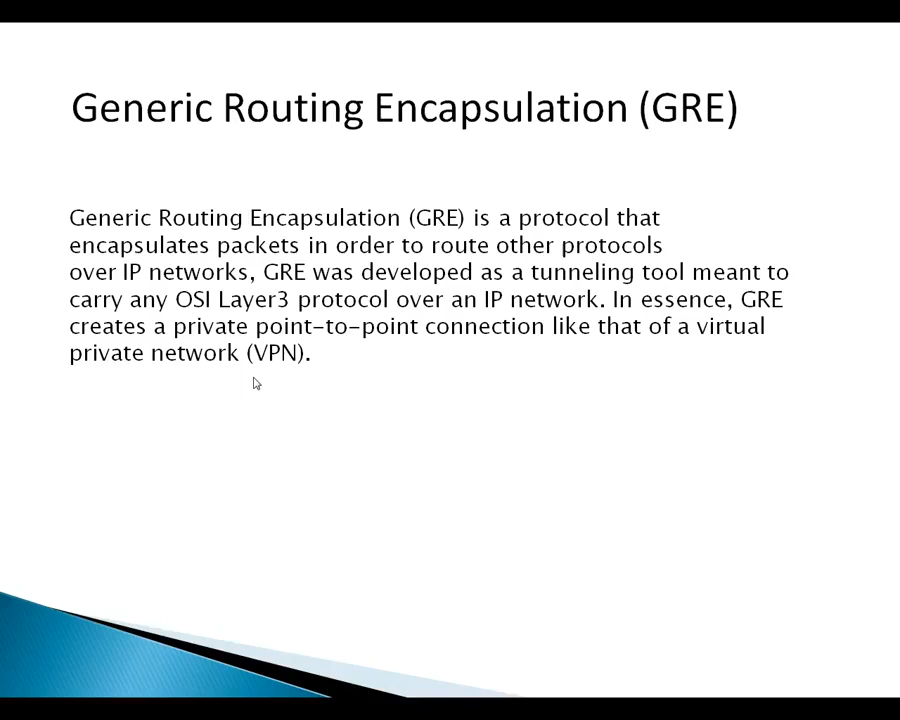 Generic Routing Encapsulation (GRE)
Generic Routing Encapsulation (GRE) is a protocol that
encapsulates packets in order to route other protocols
over IP networks, GRE was developed as a tunneling tool meant to
carry any OSI Layer3 protocol over an IP network. In essence, GRE
creates a private point-to-point connection like that of a virtual
private network (VPN).